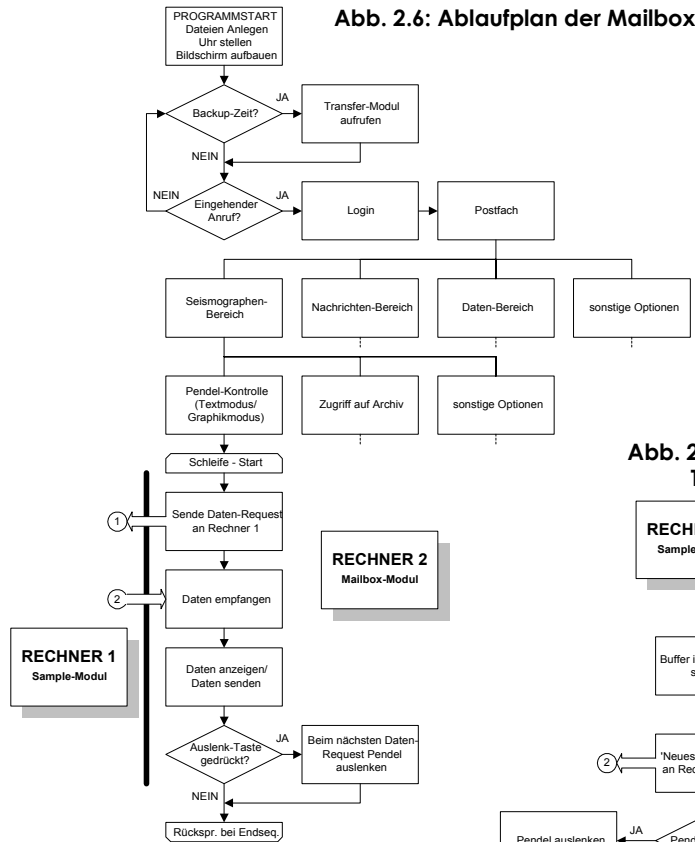 Abb. 2.6: Ablaufplan der Mailbox
PROGRAMMSTART
Dateien Anlegen
Uhr stellen
Bildschirm aufbauen
Backup-Zeit?
JA
Transfer-Modul
aufrufen
NEIN
NEIN
Eingehender
Anruf?
JA
Login
Postfach
Seismographen-
Bereich
Nachrichten-Bereich
Daten-Bereich
sonstige Optionen
Pendel-Kontrolle
(Textmodus/
Graphikmodus)
Zugriff auf Archiv
sonstige Optionen
Schleife - Start
1
Sende Daten-Request
an Rechner 1
RECHNER 2
Mailbox-Modul
2
Daten empfangen
RECHNER 1
Sample-Modul
Daten anzeigen/
Daten senden
Auslenk-Taste
gedrückt?
JA
Beim nächsten Daten-
Request Pendel
auslenken
NEIN
Rückspr. bei Endseq.
Abb. 2
1
RECH
Sample
Buffer i
s
2
'Neues
an Rec
JA
Pendel auslenken
Pend